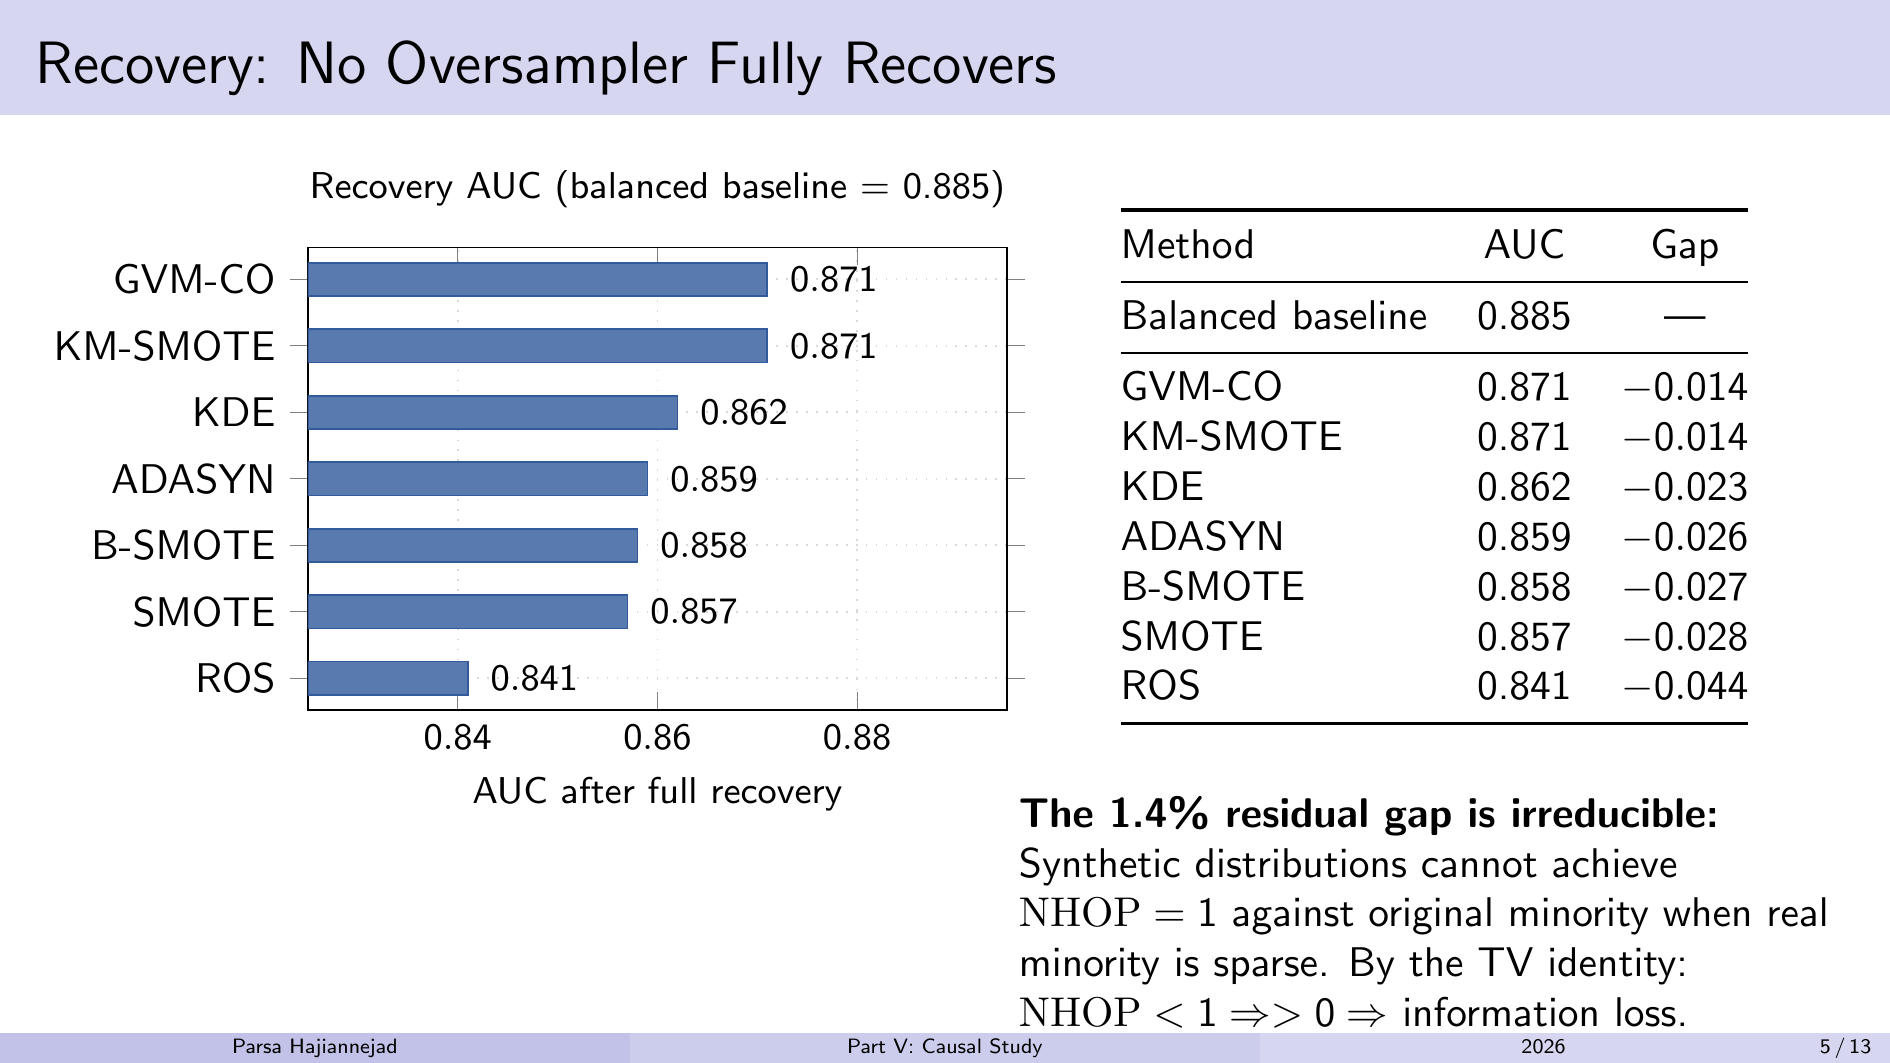 Recovery: No Oversampler Fully Recovers
Recovery AUC (balanced baseline = 0.885)
GVM-CO 0.871
KM-SMOTE 0.871
KDE 0.862
ADASYN 0.859
B-SMOTE 0.858
SMOTE 0.857
ROS 0.841
0.84 0.86 0.88
AUC after full recovery
Method AUC Gap
Balanced baseline 0.885 —
GVM-CO 0.871 −0.014
KM-SMOTE 0.871 −0.014
KDE 0.862 −0.023
ADASYN 0.859 −0.026
B-SMOTE 0.858 −0.027
SMOTE 0.857 −0.028
ROS 0.841 −0.044
The 1.4% residual gap is irreducible:
Synthetic distributions cannot achieve
NHOP = 1 against original minority when real
minority is sparse. By the TV identity:
NHOP < 1 ⇒> 0 ⇒ information loss.
Parsa Hajiannejad Part V: Causal Study 2026 5 / 13